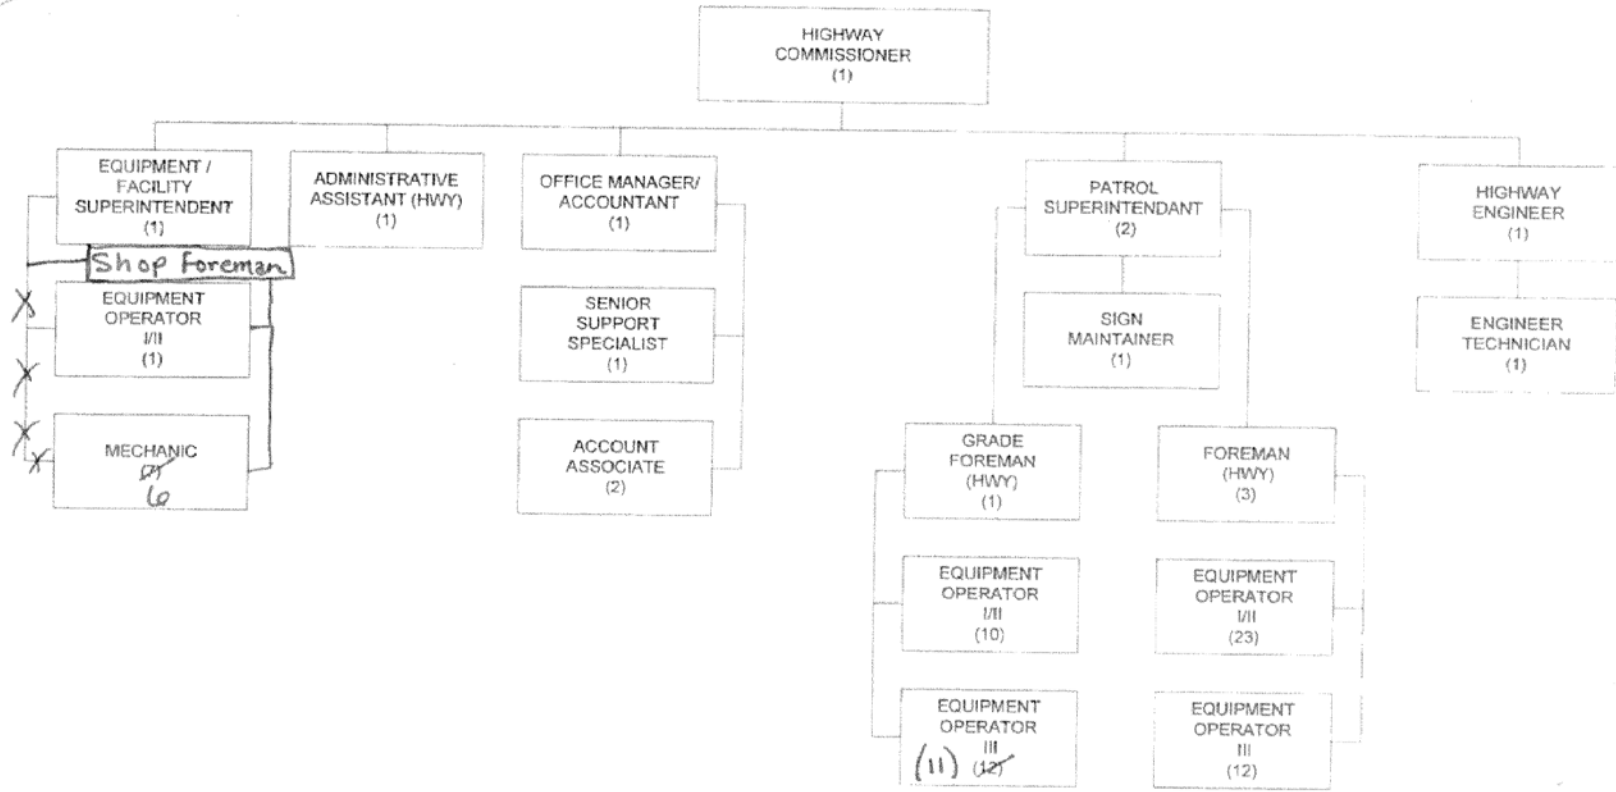 HIGHWAY
COMMISSIONER
(1)
EQUIPMENT /
FACILITY
SUPERINTENDENT
(1)
Shop Foreman
EQUIPMENT
OPERATOR
I/II
(1)
MECHANIC
(7)
6
ADMINISTRATIVE
ASSISTANT (HWY)
(1)
OFFICE MANAGER/
ACCOUNTANT
(1)
SENIOR
SUPPORT
SPECIALIST
(1)
ACCOUNT
ASSOCIATE
(2)
PATROL
SUPERINTENDANT
(2)
SIGN
MAINTAINER
(1)
GRADE
FOREMAN
(HWY)
(1)
EQUIPMENT
OPERATOR
I/II
(10)
EQUIPMENT
OPERATOR
III
(11) (12)
FOREMAN
(HWY)
(3)
EQUIPMENT
OPERATOR
I/II
(23)
EQUIPMENT
OPERATOR
III
(12)
HIGHWAY
ENGINEER
(1)
ENGINEER
TECHNICIAN
(1)